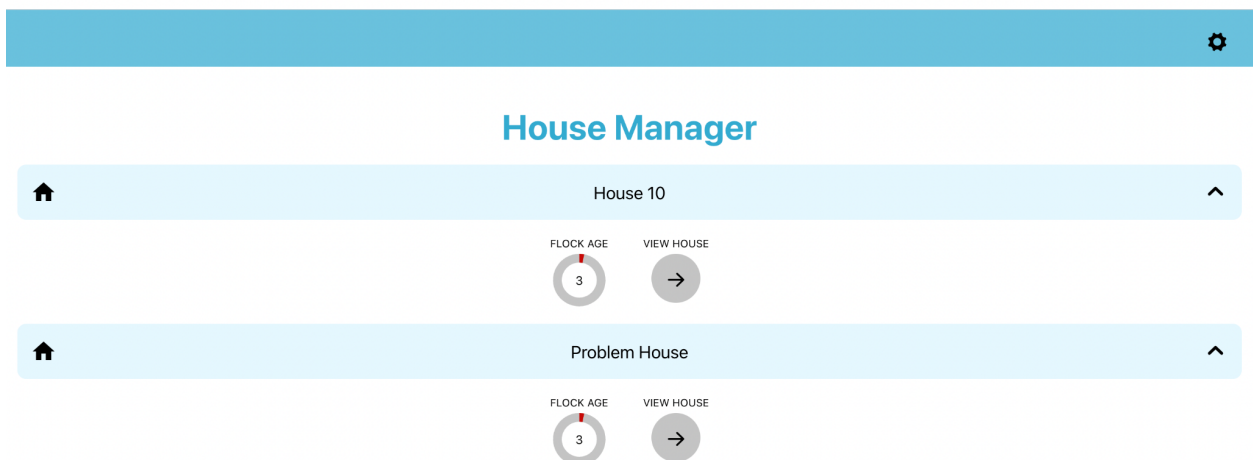 House Manager
House 10
FLOCK AGE VIEW HOUSE
3
Problem House
FLOCK AGE VIEW HOUSE
3